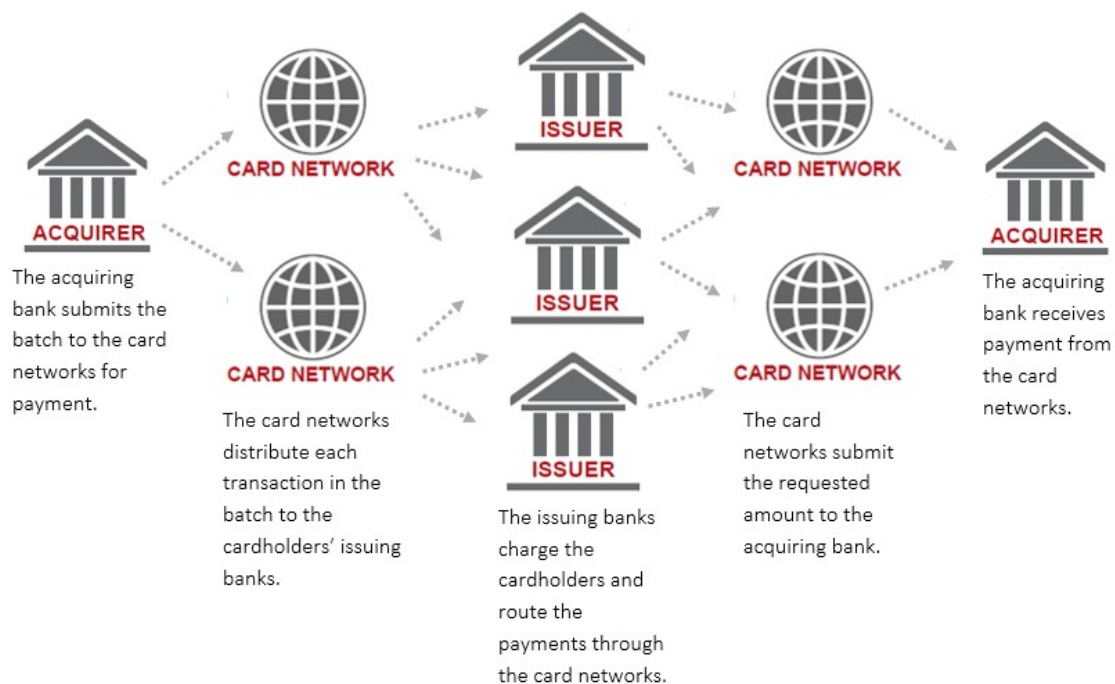 ACQUIRER
The acquiring
bank submits the
batch to the card
networks for
payment.
CARD NETWORK
CARD NETWORK
The card networks
distribute each
transaction in the
batch to the
cardholders’ issuing
banks.
ISSUER
ISSUER
ISSUER
The issuing banks
charge the
cardholders and
route the
payments through
the card networks.
CARD NETWORK
CARD NETWORK
The card
networks submit
the requested
amount to the
acquiring bank.
ACQUIRER
The acquiring
bank receives
payment from
the card
networks.